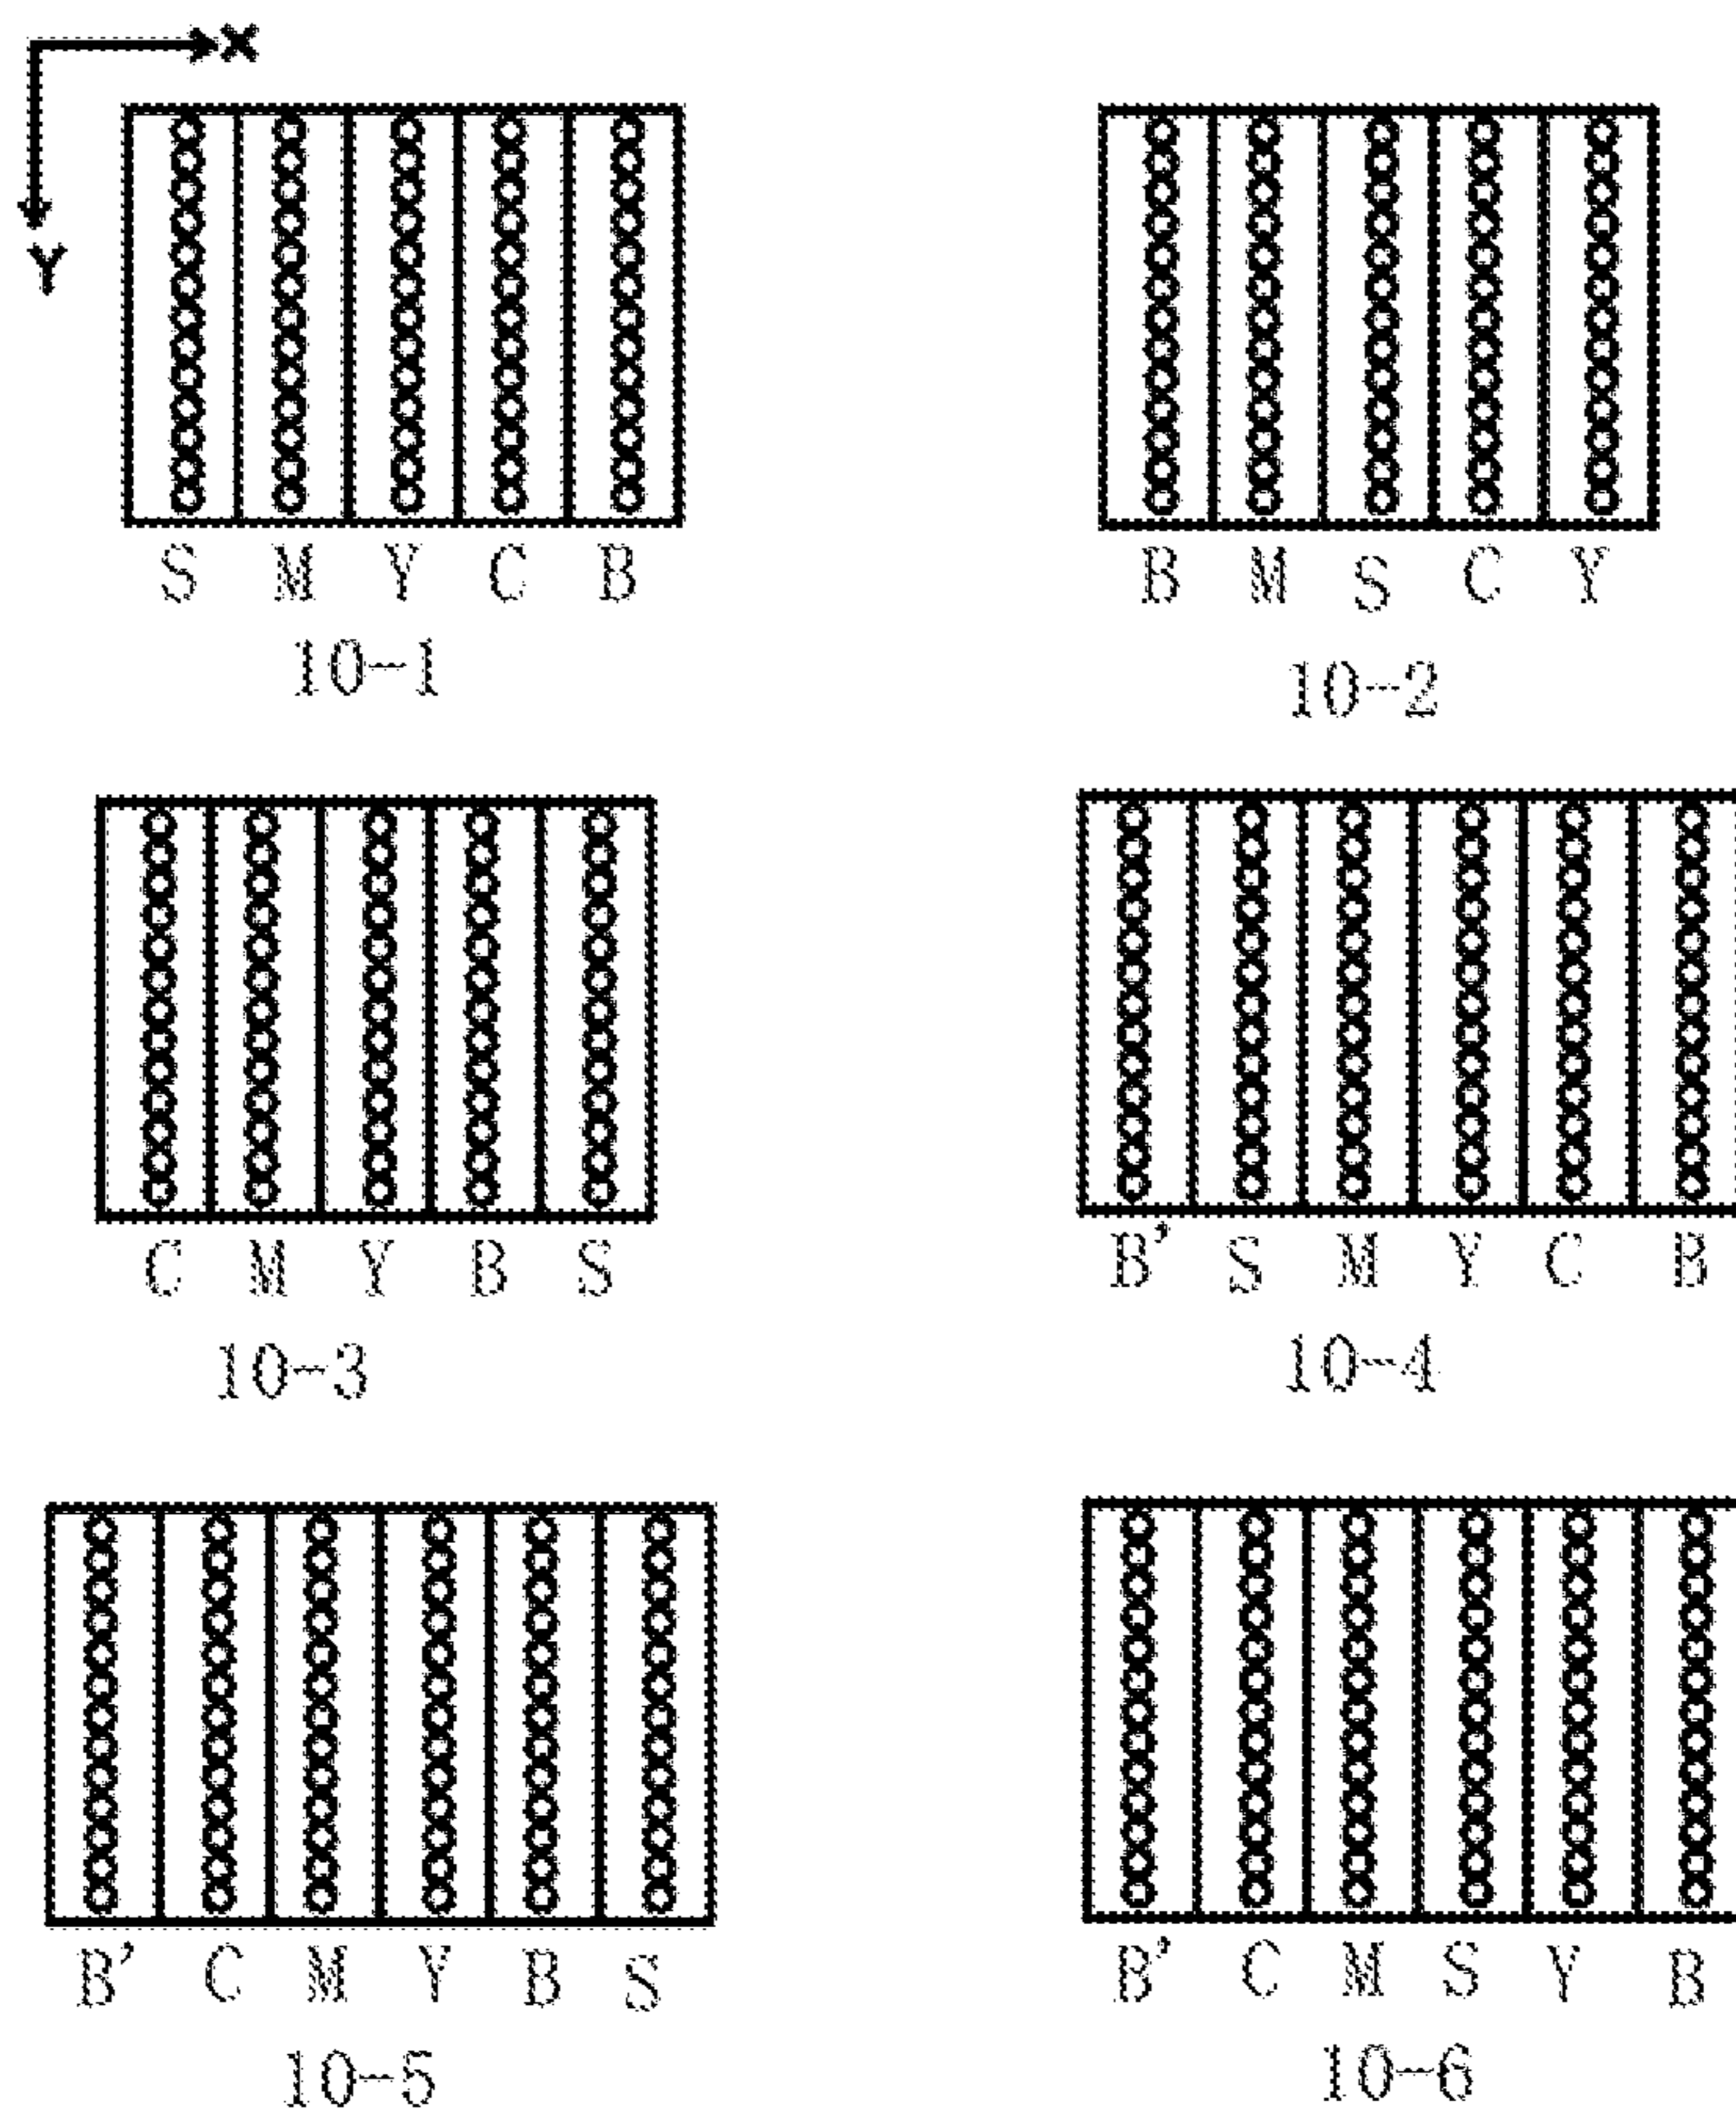 X
Y
S M Y C B
10-1
B M S C Y
10-2
C M Y B S
10-3
B' S M Y C B
10-4
B' C M Y B S
10-5
B' C M S Y B
10-6